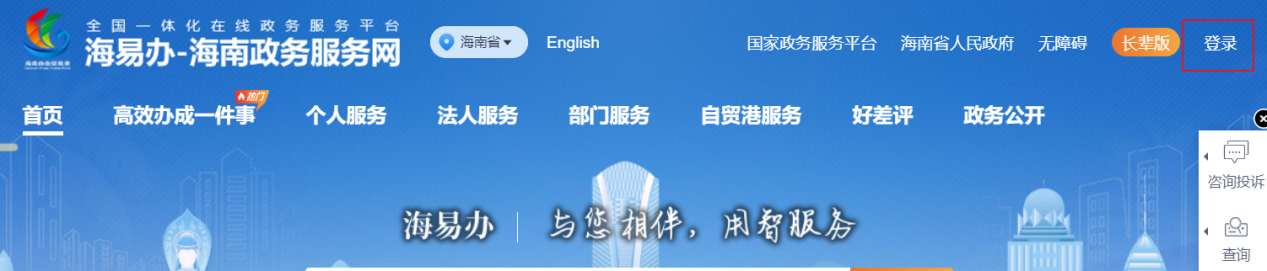 全国一体化在线政务服务平台
海易办-海南政务服务网
海南省
English
国家政务服务平台 海南省人民政府 无障碍 长辈版 登录
热门
首页 高效办成一件事 个人服务 法人服务 部门服务 自贸港服务 好差评 政务公开
咨询投诉
海易办 与您相伴，用智服务
查询